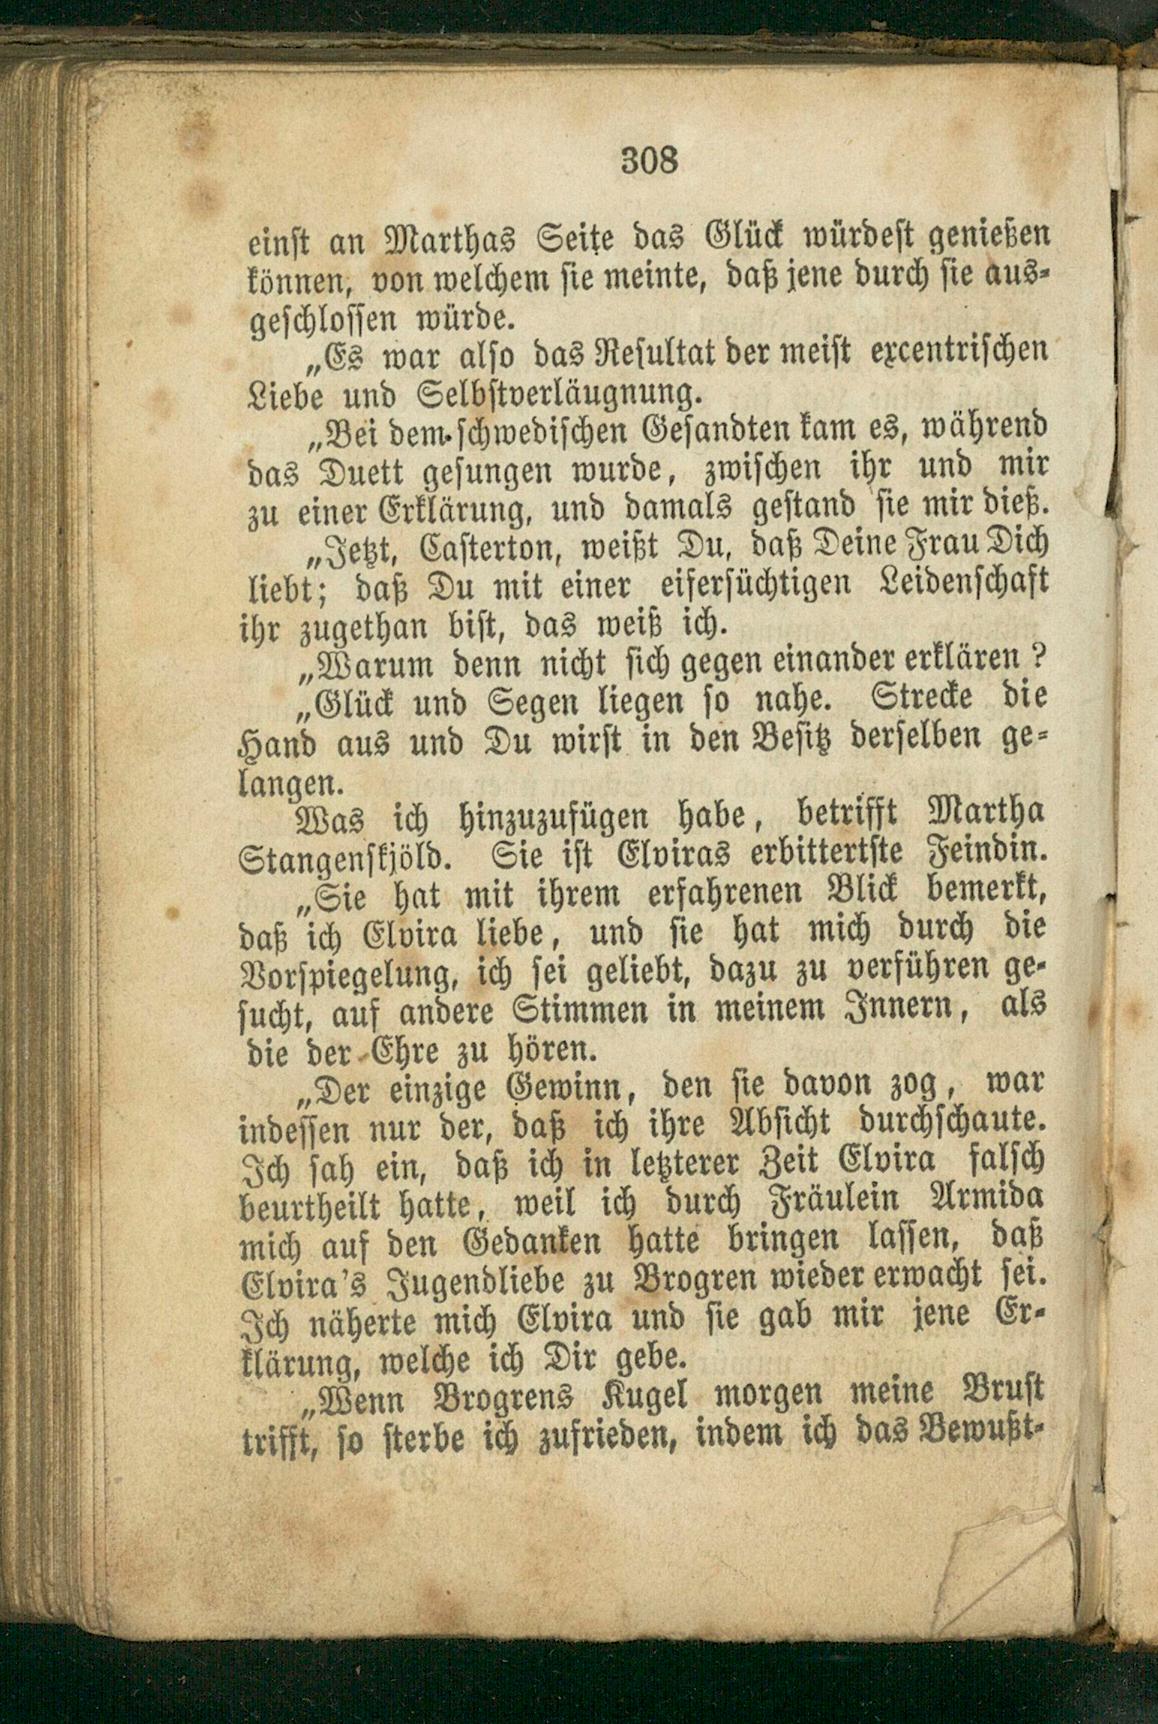 308
einst an Marthas Seite das Glück würdest genießen
können, von welchem sie meinte, daß jene durch sie aus-
geschlossen würde.
„Es war also das Resultat der meist excentrischen
Liebe und Selbstverläugnung.
„Bei dem schwedischen Gesandten kam es, während
das Duett gesungen wurde, zwischen ihr und mir
zu einer Erklärung, und damals gestand sie mir dieß.
„Jetzt, Casterton, weißt Du, daß Deine Frau Dich
liebt; daß Du mit einer eifersüchtigen Leidenschaft
ihr zugethan bist, das weiß ich.
„Warum denn nicht sich gegen einander erklären?
„Glück und Segen liegen so nahe. Strecke die
Hand aus und Du wirst in den Besitz derselben ge-
langen.
Was ich hinzuzufügen habe, betrifft Martha
Stangenskjöld. Sie ist Elviras erbittertste Feindin.
„Sie hat mit ihrem erfahrenen Blick bemerkt,
daß ich Elvira liebe, und sie hat mich durch die
Vorspiegelung, ich sei geliebt, dazu zu verführen ge-
sucht, auf andere Stimmen in meinem Innern, als
die der Ehre zu hören.
„Der einzige Gewinn, den sie davon zog, war
indessen nur der, daß ich ihre Absicht durchschaute.
Ich sah ein, daß ich in letzterer Zeit Elvira falsch
beurtheilt hatte, weil ich durch Fräulein Armida
mich auf den Gedanken hatte bringen lassen, daß
Elvira's Jugendliebe zu Brogren wieder erwacht sei.
Ich näherte mich Elvira und sie gab mir jene Er-
klärung, welche ich Dir gebe.
„Wenn Brogrens Kugel morgen meine Brust
trifft, so sterbe ich zufrieden, indem ich das Bewußt-